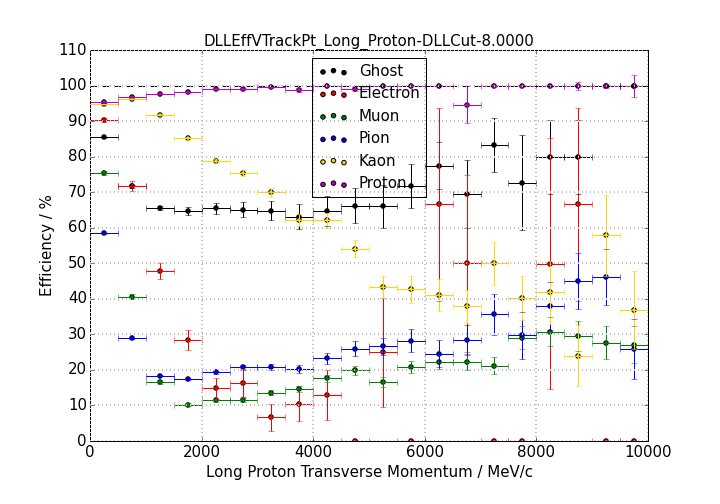 DLLEffVTrackPt_Long_Proton-DLLCut-8.0000
110
100
90
80
70
60
50
40
30
20
10
0
Efficiency / %
Ghost
Electron
Muon
Pion
Kaon
Proton
0 2000 4000 6000 8000 10000
Long Proton Transverse Momentum / MeV/c